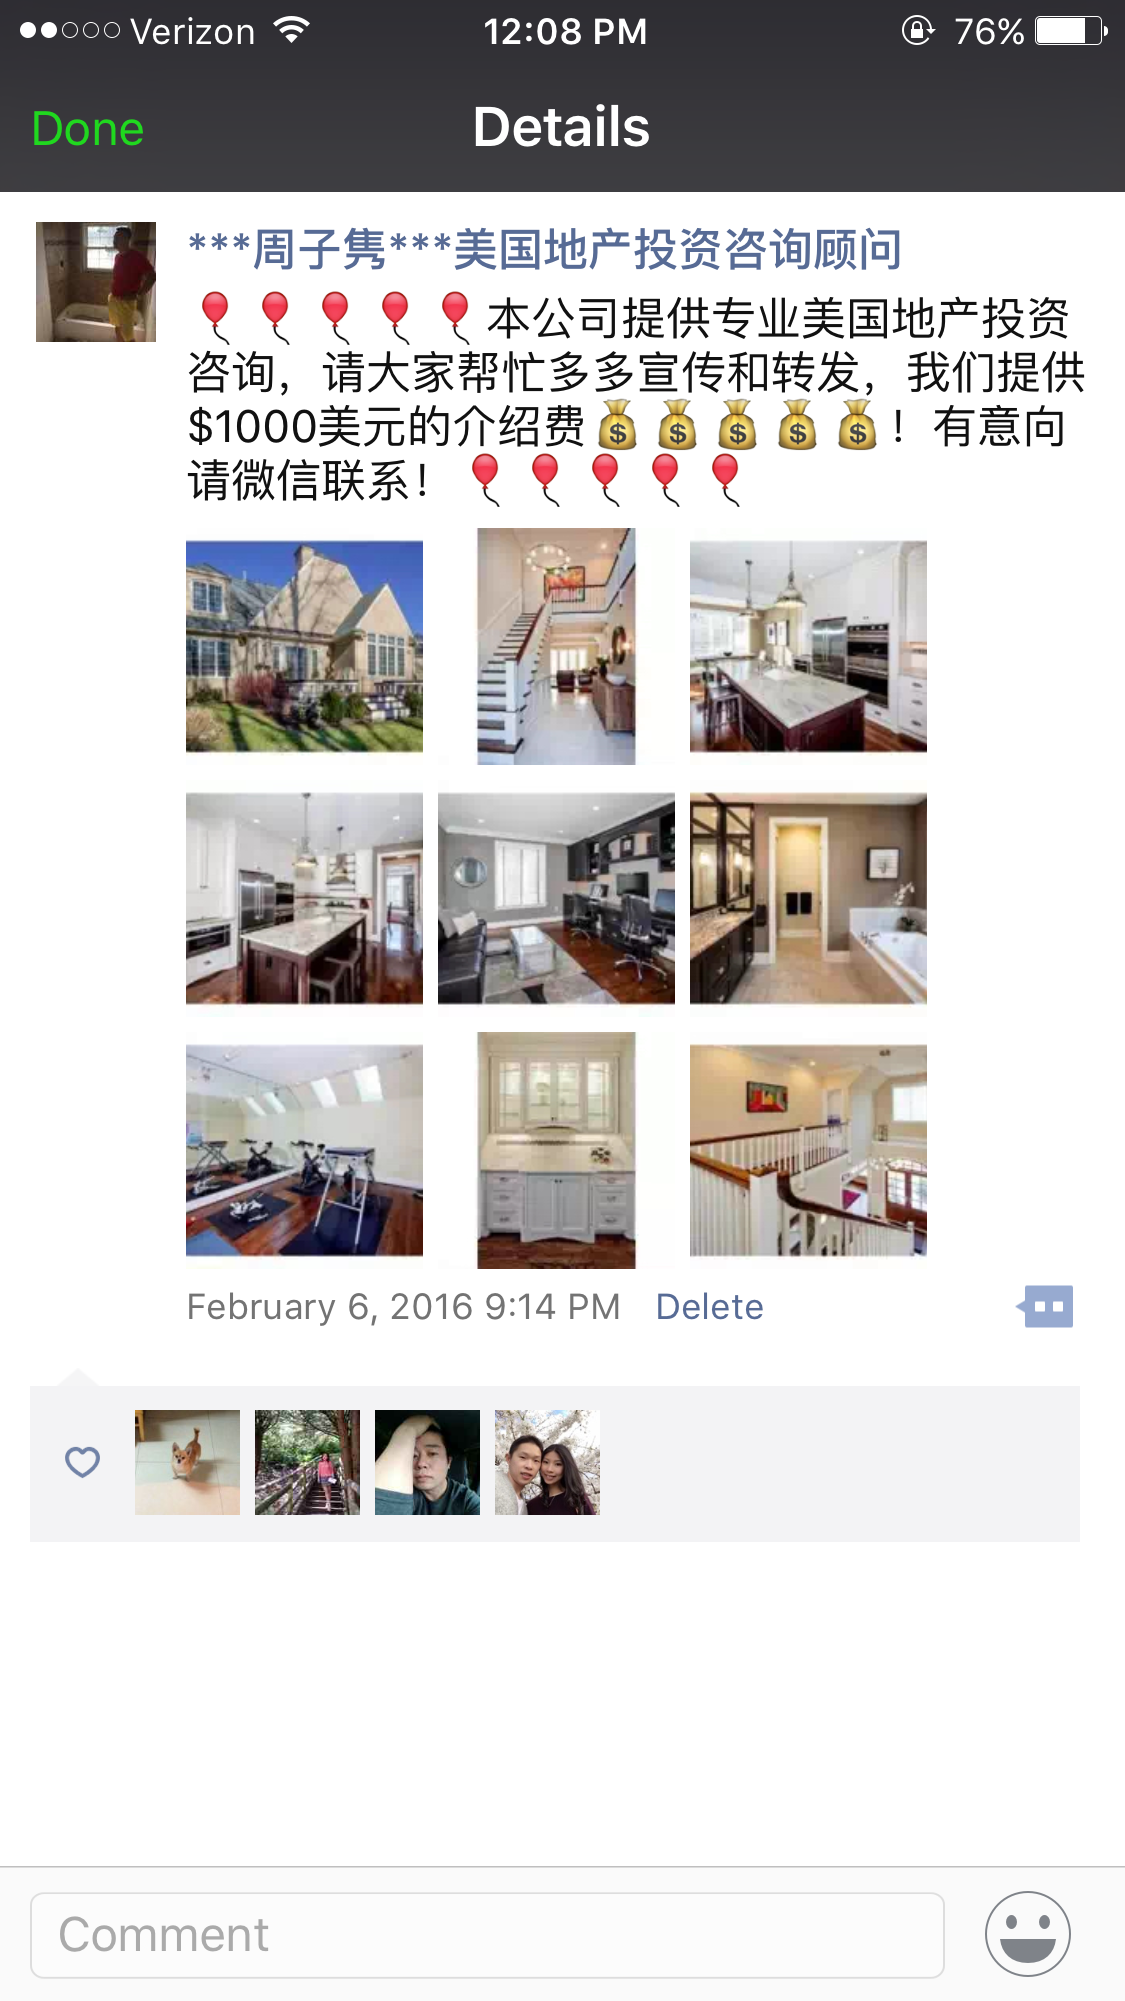 Verizon 12:08 PM 76%
Done Details
***周子隽***美国地产投资咨询顾问
🎈🎈🎈🎈🎈本公司提供专业美国地产投资
咨询，请大家帮忙多多宣传和转发，我们提供
$1000美元的介绍费💰💰💰💰💰！有意向
请微信联系！🎈🎈🎈🎈🎈
February 6, 2016 9:14 PM Delete
Comment